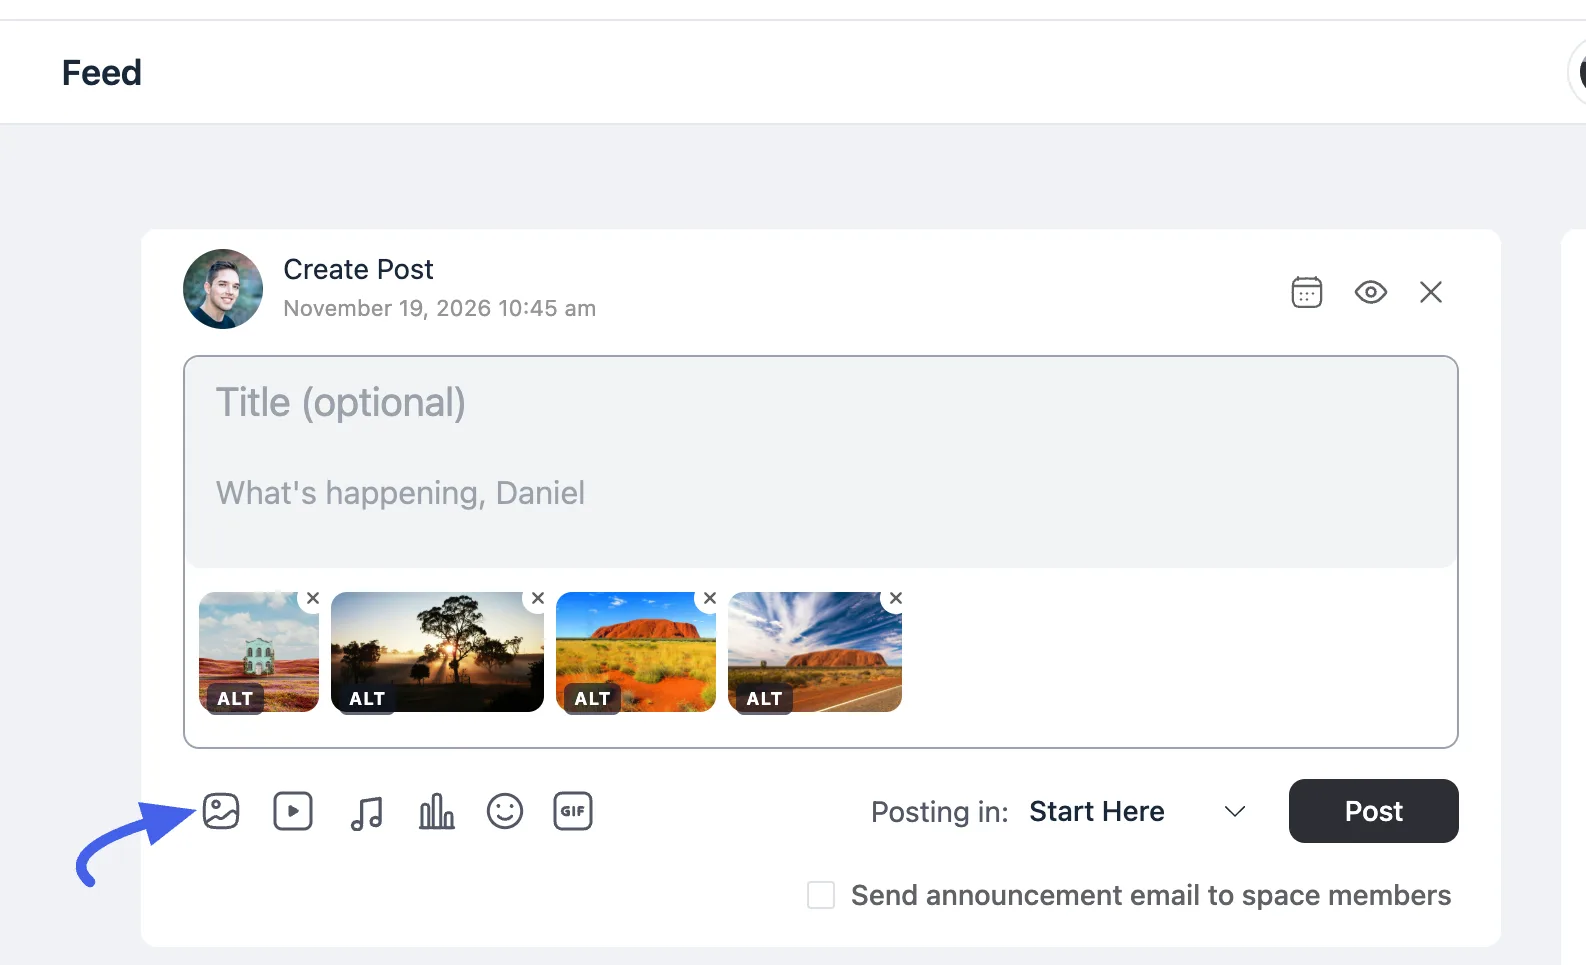 Feed
Create Post
November 19, 2026 10:45 am
Title (optional)
What's happening, Daniel
ALT ALT ALT ALT
GIF
Posting in: Start Here
Post
Send announcement email to space members